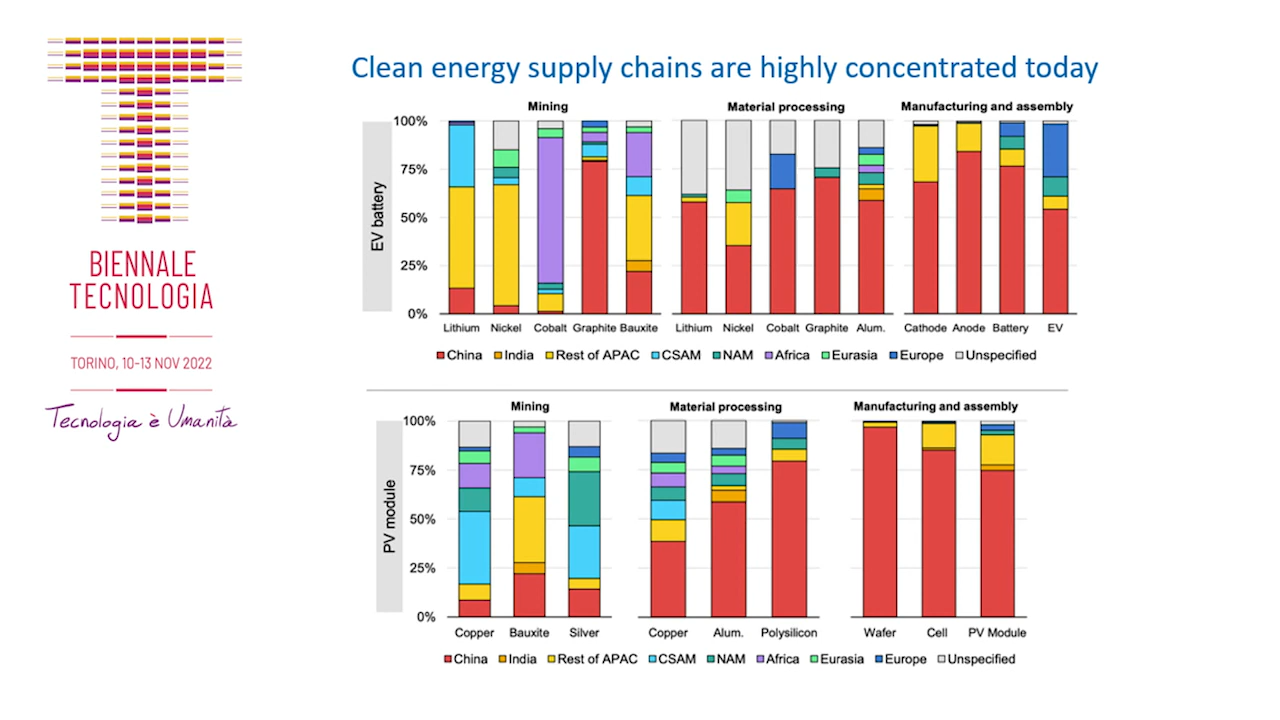 BIENNALE
TECNOLOGIA
TORINO, 10-13 NOV 2022
Tecnologia è Umanità
Clean energy supply chains are highly concentrated today
Mining
Material processing
Manufacturing and assembly
EV battery
100%
75%
50%
25%
0%
Lithium Nickel Cobalt Graphite Bauxite
Lithium Nickel Cobalt Graphite Alum.
Cathode Anode Battery EV
China India Rest of APAC CSAM NAM Africa Eurasia Europe Unspecified
Mining
Material processing
Manufacturing and assembly
PV module
100%
75%
50%
25%
0%
Copper Bauxite Silver
Copper Alum. Polysilicon
Wafer Cell PV Module
China India Rest of APAC CSAM NAM Africa Eurasia Europe Unspecified